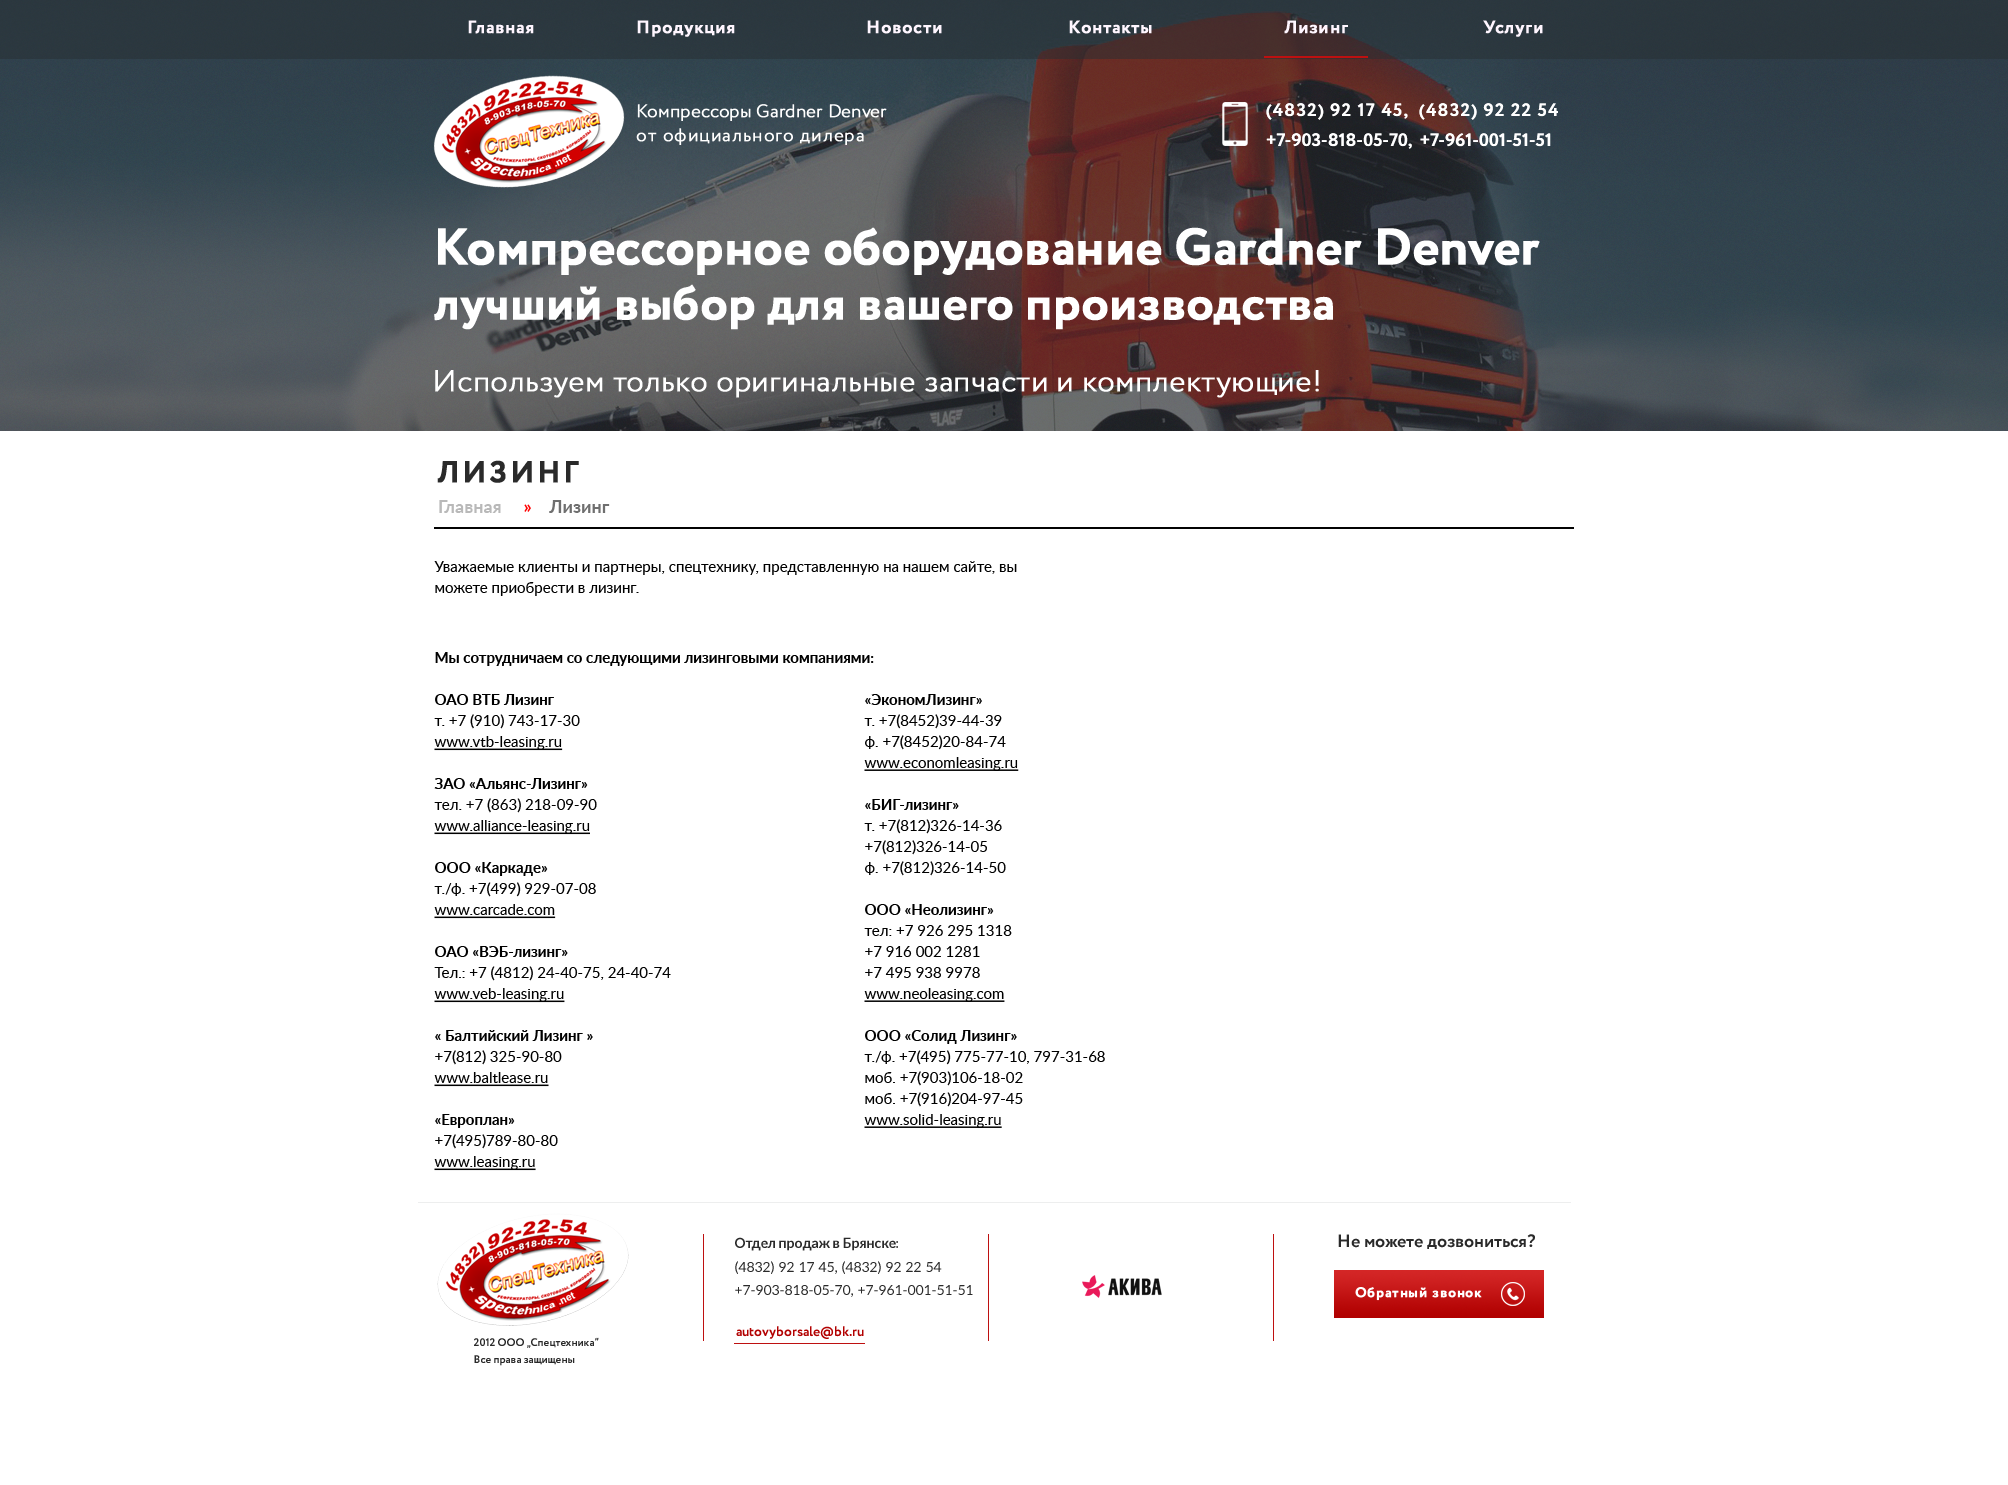 Главная
Продукция
Новости
Контакты
Лизинг
Услуги
(4832) 92-22-54
8-903-818-05-70
СпецТехника
РЕФРЕЖЕРАТОРЫ, СКОТОВОЗЫ, КОРМОВОЗЫ
spectehnica .net
Компрессоры Gardner Denver
от официального дилера
(4832) 92 17 45, (4832) 92 22 54
+7-903-818-05-70, +7-961-001-51-51
Компрессорное оборудование Gardner Denver
лучший выбор для вашего производства
Gardner
Denver
DAF
CF
DAF
LAG
Используем только оригинальные запчасти и комплектующие!
ЛИЗИНГ
Главная » Лизинг
Уважаемые клиенты и партнеры, спецтехнику, представленную на нашем сайте, вы
можете приобрести в лизинг.
Мы сотрудничаем со следующими лизинговыми компаниями:
ОАО ВТБ Лизинг
т. +7 (910) 743-17-30
www.vtb-leasing.ru
ЗАО «Альянс-Лизинг»
тел. +7 (863) 218-09-90
www.alliance-leasing.ru
ООО «Каркаде»
т./ф. +7(499) 929-07-08
www.carcade.com
ОАО «ВЭБ-лизинг»
Тел.: +7 (4812) 24-40-75, 24-40-74
www.veb-leasing.ru
« Балтийский Лизинг »
+7(812) 325-90-80
www.baltlease.ru
«Европлан»
+7(495)789-80-80
www.leasing.ru
«ЭкономЛизинг»
т. +7(8452)39-44-39
ф. +7(8452)20-84-74
www.economleasing.ru
«БИГ-лизинг»
т. +7(812)326-14-36
+7(812)326-14-05
ф. +7(812)326-14-50
ООО «Неолизинг»
тел: +7 926 295 1318
+7 916 002 1281
+7 495 938 9978
www.neoleasing.com
ООО «Солид Лизинг»
т./ф. +7(495) 775-77-10, 797-31-68
моб. +7(903)106-18-02
моб. +7(916)204-97-45
www.solid-leasing.ru
(4832) 92-22-54
8-903-818-05-70
СпецТехника
РЕФРЕЖЕРАТОРЫ, СКОТОВОЗЫ, КОРМОВОЗЫ
spectehnica .net
2012 ООО „Спецтехника“
Все права защищены
Отдел продаж в Брянске:
(4832) 92 17 45, (4832) 92 22 54
+7-903-818-05-70, +7-961-001-51-51
autovyborsale@bk.ru
АКИВА
Не можете дозвониться?
Обратный звонок